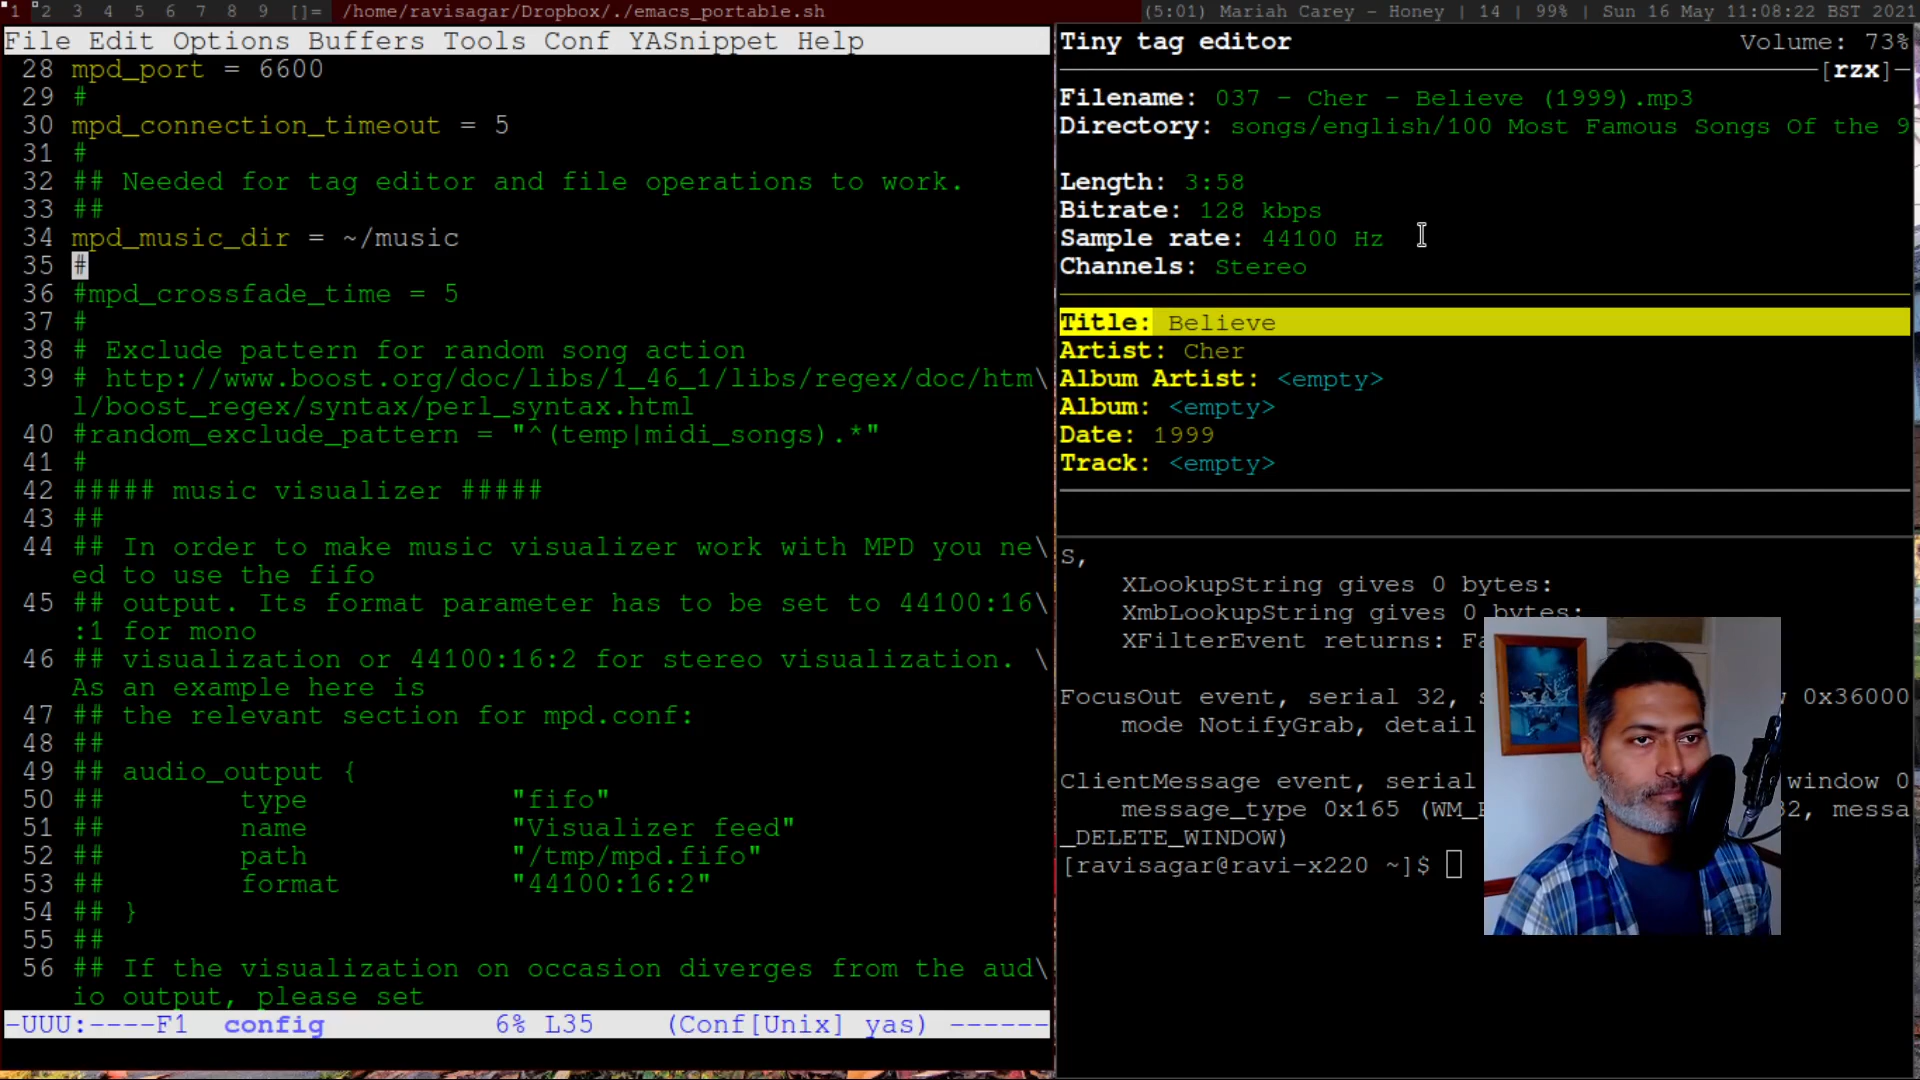 1 2 3 4 5 6 7 8 9 []= /home/ravisagar/Dropbox/./emacs_portable.sh (5:01) Mariah Carey - Honey | 14 | 99% | Sun 16 May 11:08:22 BST 2021
File Edit Options Buffers Tools Conf YASnippet Help
28 mpd_port = 6600
29 #
30 mpd_connection_timeout = 5
31 #
32 ## Needed for tag editor and file operations to work.
33 ##
34 mpd_music_dir = ~/music
35 #
36 #mpd_crossfade_time = 5
37 #
38 # Exclude pattern for random song action
39 # http://www.boost.org/doc/libs/1_46_1/libs/regex/doc/htm\
l/boost_regex/syntax/perl_syntax.html
40 #random_exclude_pattern = "^(temp|midi_songs).*"
41 #
42 ##### music visualizer #####
43 ##
44 ## In order to make music visualizer work with MPD you ne\
ed to use the fifo
45 ## output. Its format parameter has to be set to 44100:16\
:1 for mono
46 ## visualization or 44100:16:2 for stereo visualization. \
As an example here is
47 ## the relevant section for mpd.conf:
48 ##
49 ## audio_output {
50 ## type "fifo"
51 ## name "Visualizer feed"
52 ## path "/tmp/mpd.fifo"
53 ## format "44100:16:2"
54 ## }
55 ##
56 ## If the visualization on occasion diverges from the aud\
io output, please set
-UUU:----F1 config 6% L35 (Conf[Unix] yas) ------
Tiny tag editor Volume: 73%
[rzx]
Filename: 037 - Cher - Believe (1999).mp3
Directory: songs/english/100 Most Famous Songs Of the 9
Length: 3:58
Bitrate: 128 kbps
Sample rate: 44100 Hz
Channels: Stereo
Title: Believe
Artist: Cher
Album Artist: <empty>
Album: <empty>
Date: 1999
Track: <empty>
S,
XLookupString gives 0 bytes:
XmbLookupString gives 0 bytes:
XFilterEvent returns:
FocusOut event, serial 32, 0x36000
mode NotifyGrab, detail
ClientMessage event, serial window 0
message_type 0x165 messa
_DELETE_WINDOW)
[ravisagar@ravi-x220 ~]$